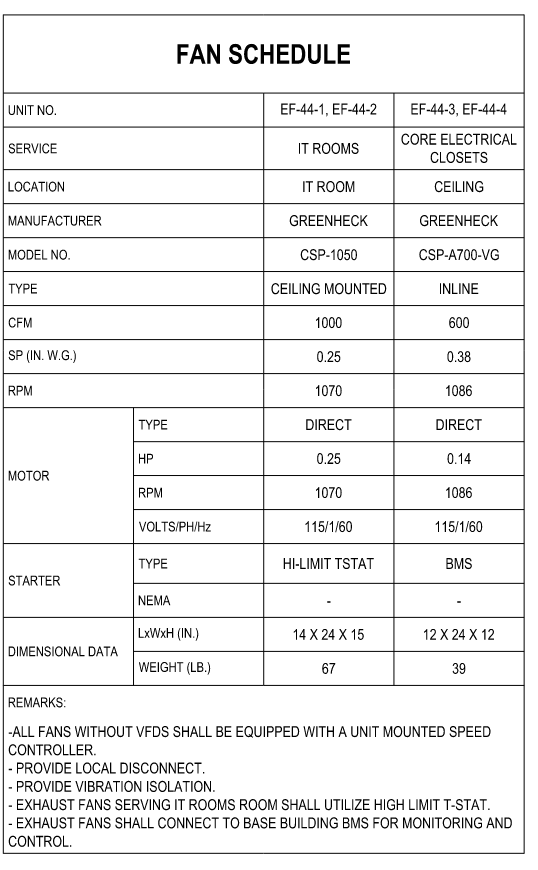 FAN SCHEDULE
UNIT NO. EF-44-1, EF-44-2 EF-44-3, EF-44-4
SERVICE IT ROOMS CORE ELECTRICAL
CLOSETS
LOCATION IT ROOM CEILING
MANUFACTURER GREENHECK GREENHECK
MODEL NO. CSP-1050 CSP-A700-VG
TYPE CEILING MOUNTED INLINE
CFM 1000 600
SP (IN. W.G.) 0.25 0.38
RPM 1070 1086
MOTOR
TYPE DIRECT DIRECT
HP 0.25 0.14
RPM 1070 1086
VOLTS/PH/Hz 115/1/60 115/1/60
STARTER
TYPE HI-LIMIT TSTAT BMS
NEMA - -
DIMENSIONAL DATA
LxWxH (IN.) 14 X 24 X 15 12 X 24 X 12
WEIGHT (LB.) 67 39
REMARKS:
-ALL FANS WITHOUT VFDS SHALL BE EQUIPPED WITH A UNIT MOUNTED SPEED
CONTROLLER.
- PROVIDE LOCAL DISCONNECT.
- PROVIDE VIBRATION ISOLATION.
- EXHAUST FANS SERVING IT ROOMS ROOM SHALL UTILIZE HIGH LIMIT T-STAT.
- EXHAUST FANS SHALL CONNECT TO BASE BUILDING BMS FOR MONITORING AND
CONTROL.